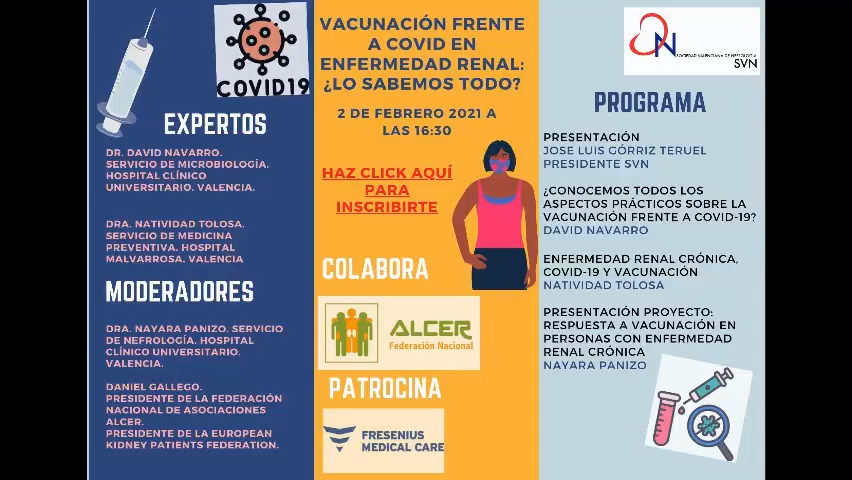 COVID19
EXPERTOS
DR. DAVID NAVARRO.
SERVICIO DE MICROBIOLOGÍA.
HOSPITAL CLÍNICO
UNIVERSITARIO. VALENCIA.
DRA. NATIVIDAD TOLOSA.
SERVICIO DE MEDICINA
PREVENTIVA. HOSPITAL
MALVARROSA. VALENCIA
MODERADORES
DRA. NAYARA PANIZO. SERVICIO
DE NEFROLOGÍA. HOSPITAL
CLÍNICO UNIVERSITARIO.
VALENCIA.
DANIEL GALLEGO.
PRESIDENTE DE LA FEDERACIÓN
NACIONAL DE ASOCIACIONES
ALCER.
PRESIDENTE DE LA EUROPEAN
KIDNEY PATIENTS FEDERATION.
VACUNACIÓN FRENTE
A COVID EN
ENFERMEDAD RENAL:
¿LO SABEMOS TODO?
2 DE FEBRERO 2021 A
LAS 16:30
HAZ CLICK AQUÍ
PARA
INSCRIBIRTE
COLABORA
ALCER
Federación Nacional
PATROCINA
FRESENIUS
MEDICAL CARE
N
SOCIEDAD VALENCIANA DE NEFROLOGÍA
SVN
PROGRAMA
PRESENTACIÓN
JOSE LUIS GÓRRIZ TERUEL
PRESIDENTE SVN
¿CONOCEMOS TODOS LOS
ASPECTOS PRÁCTICOS SOBRE LA
VACUNACIÓN FRENTE A COVID-19?
DAVID NAVARRO
ENFERMEDAD RENAL CRÓNICA,
COVID-19 Y VACUNACIÓN
NATIVIDAD TOLOSA
PRESENTACIÓN PROYECTO:
RESPUESTA A VACUNACIÓN EN
PERSONAS CON ENFERMEDAD
RENAL CRÓNICA
NAYARA PANIZO